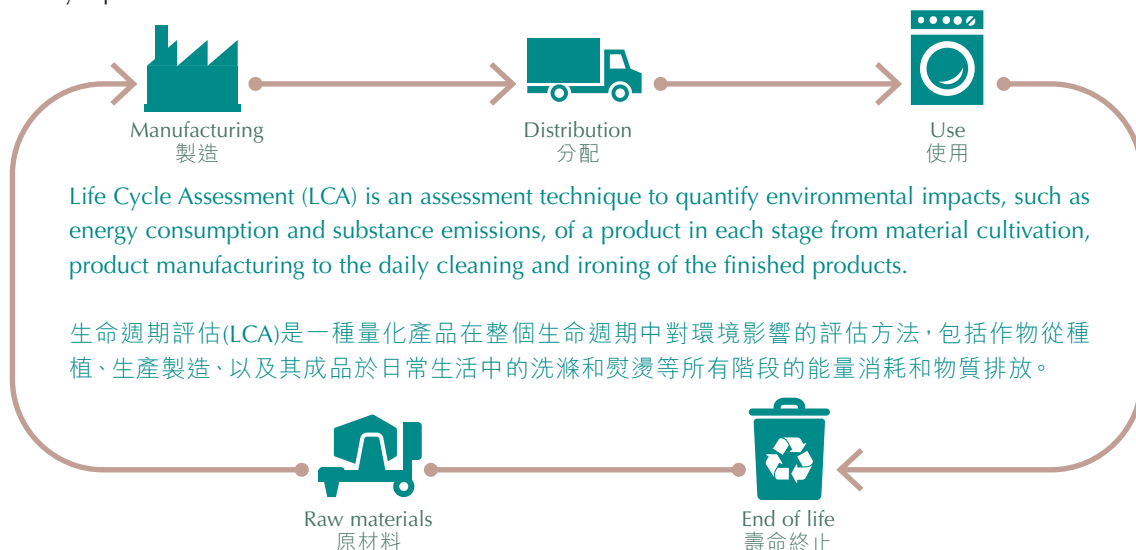 Manufacturing
製造
Distribution
分配
Use
使用
Life Cycle Assessment (LCA) is an assessment technique to quantify environmental impacts, such as
energy consumption and substance emissions, of a product in each stage from material cultivation,
product manufacturing to the daily cleaning and ironing of the finished products.
生命週期評估(LCA)是一種量化產品在整個生命週期中對環境影響的評估方法，包括作物從種
植、生產製造、以及其成品於日常生活中的洗滌和熨燙等所有階段的能量消耗和物質排放。
Raw materials
原材料
End of life
壽命終止